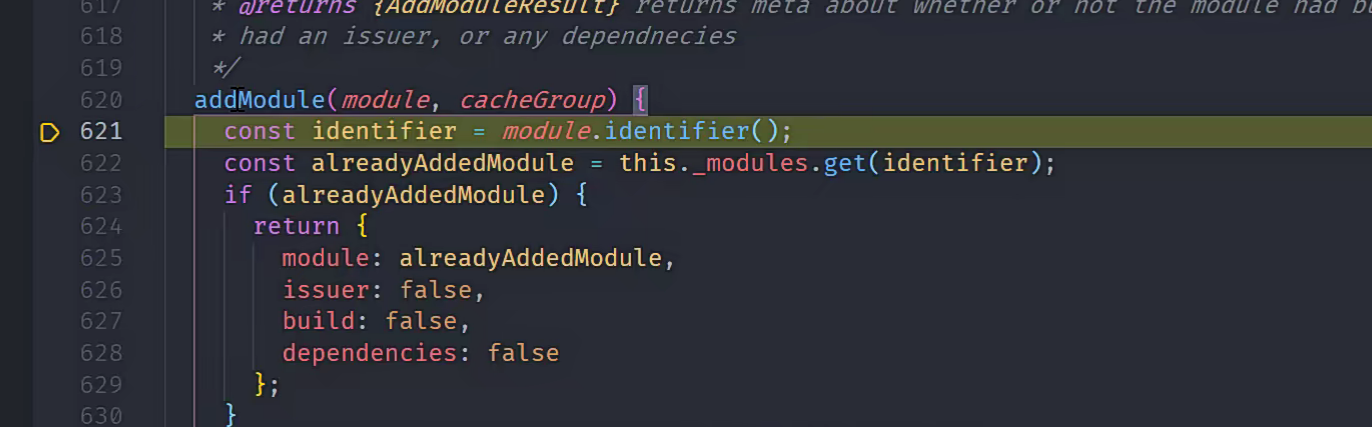 617 * @returns {AddModuleResult} returns meta about whether or not the module had
618 * had an issuer, or any dependnecies
619 */
620 addModule(module, cacheGroup) {
621 const identifier = module.identifier();
622 const alreadyAddedModule = this._modules.get(identifier);
623 if (alreadyAddedModule) {
624 return {
625 module: alreadyAddedModule,
626 issuer: false,
627 build: false,
628 dependencies: false
629 };
630 }